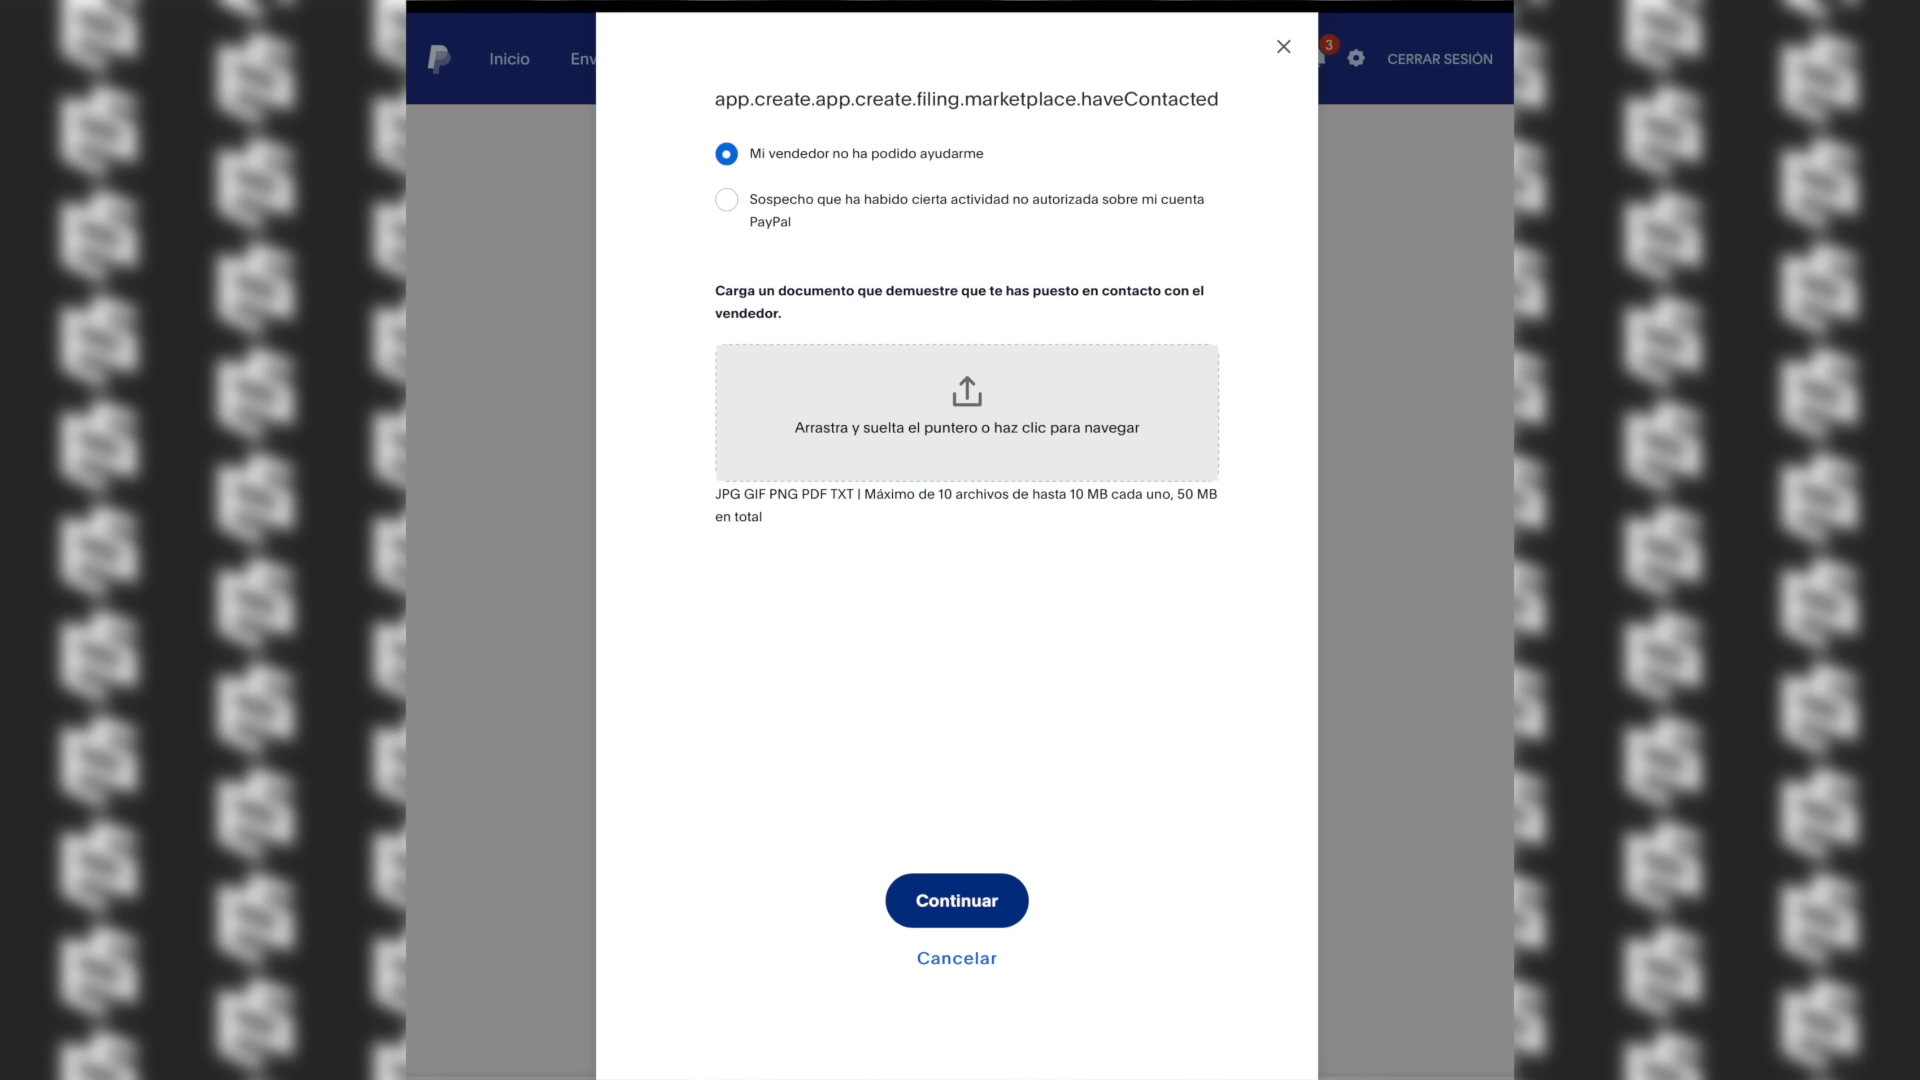 Inicio
Env
3
CERRAR SESIÓN
app.create.app.create.filing.marketplace.haveContacted
Mi vendedor no ha podido ayudarme
Sospecho que ha habido cierta actividad no autorizada sobre mi cuenta
PayPal
Carga un documento que demuestre que te has puesto en contacto con el
vendedor.
Arrastra y suelta el puntero o haz clic para navegar
JPG GIF PNG PDF TXT | Máximo de 10 archivos de hasta 10 MB cada uno, 50 MB
en total
Continuar
Cancelar